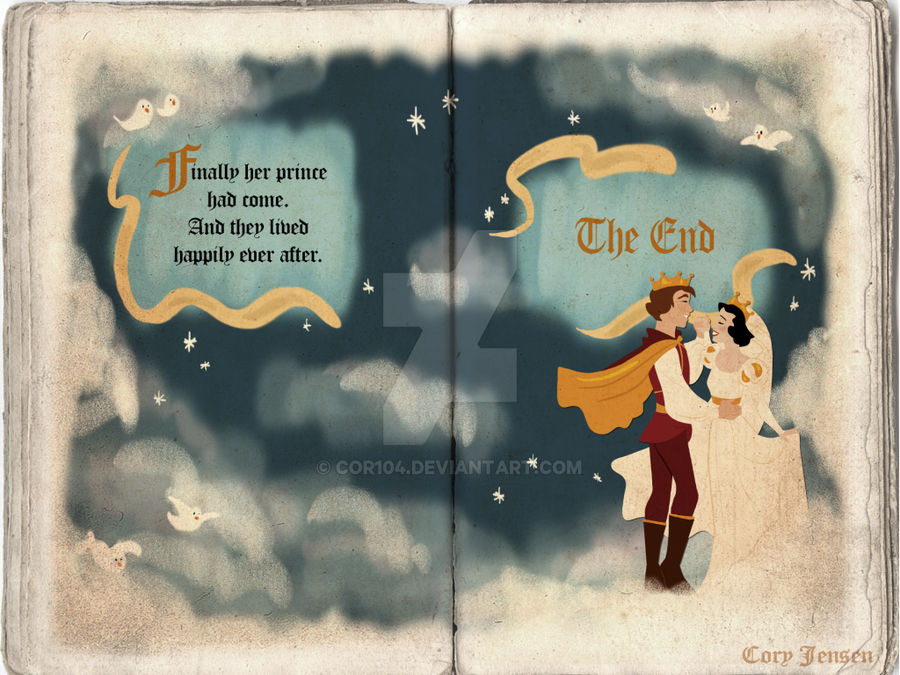 Finally her prince
had come.
And they lived
happily ever after.
The End
© COR104.DEVIANTART.COM
Cory Jensen